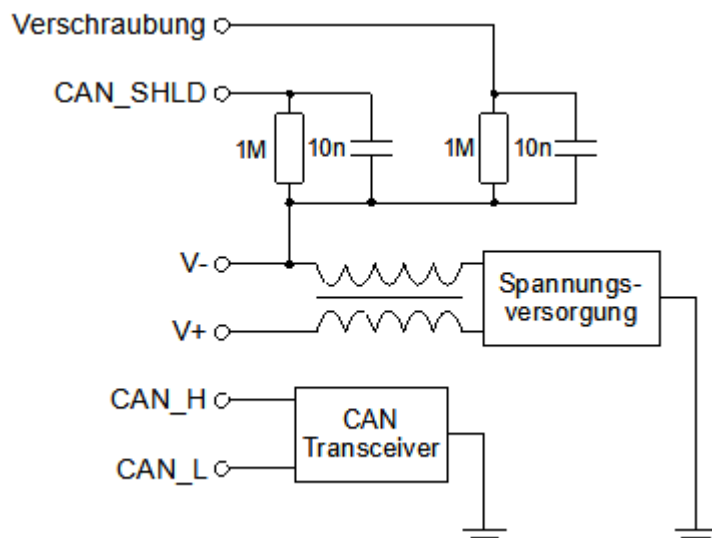 Verschraubung
CAN_SHLD
1M
10n
1M
10n
V-
Spannungs-
versorgung
V+
CAN_H
CAN
Transceiver
CAN_L